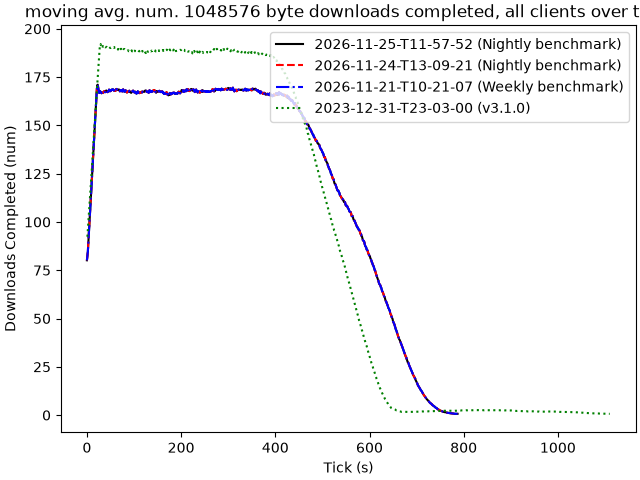 moving avg. num. 1048576 byte downloads completed, all clients over t
2026-11-25-T11-57-52 (Nightly benchmark)
2026-11-24-T13-09-21 (Nightly benchmark)
2026-11-21-T10-21-07 (Weekly benchmark)
2023-12-31-T23-03-00 (v3.1.0)
Downloads Completed (num)
200
175
150
125
100
75
50
25
0
0 200 400 600 800 1000
Tick (s)